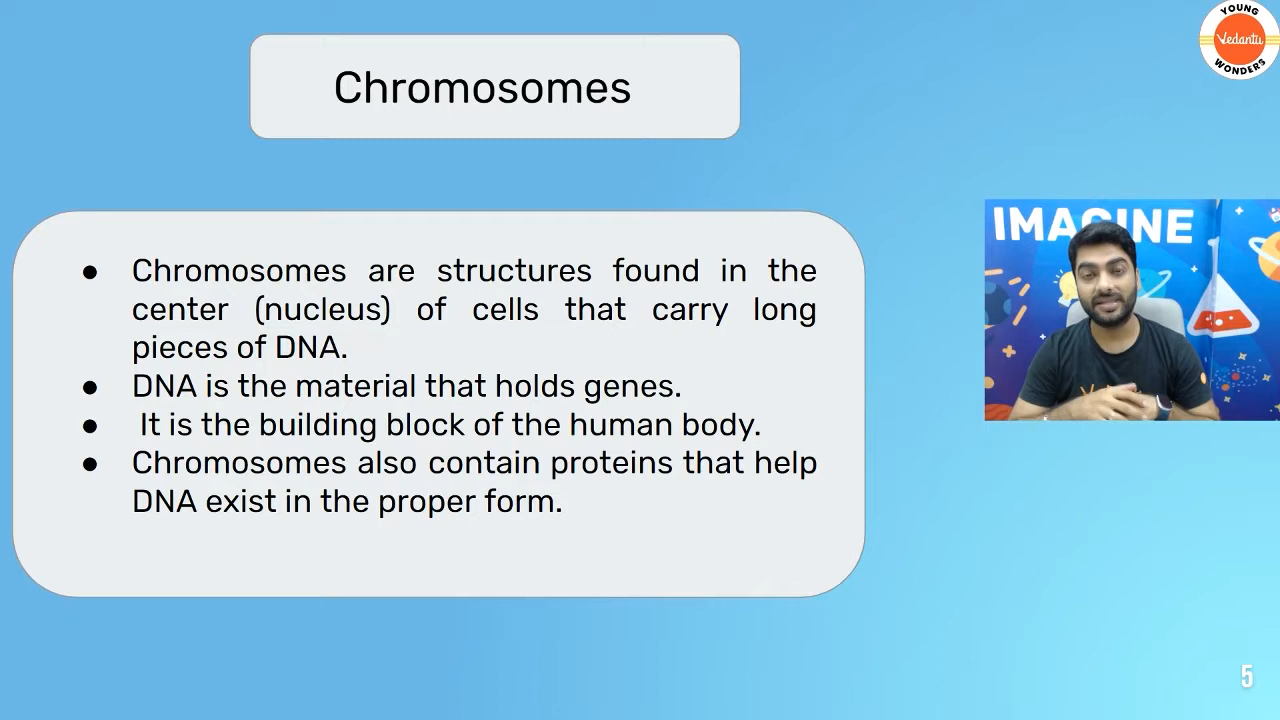 Chromosomes
YOUNG
Vedantu
WONDERS
IMAGINE
● Chromosomes are structures found in the
center (nucleus) of cells that carry long
pieces of DNA.
● DNA is the material that holds genes.
● It is the building block of the human body.
● Chromosomes also contain proteins that help
DNA exist in the proper form.
5